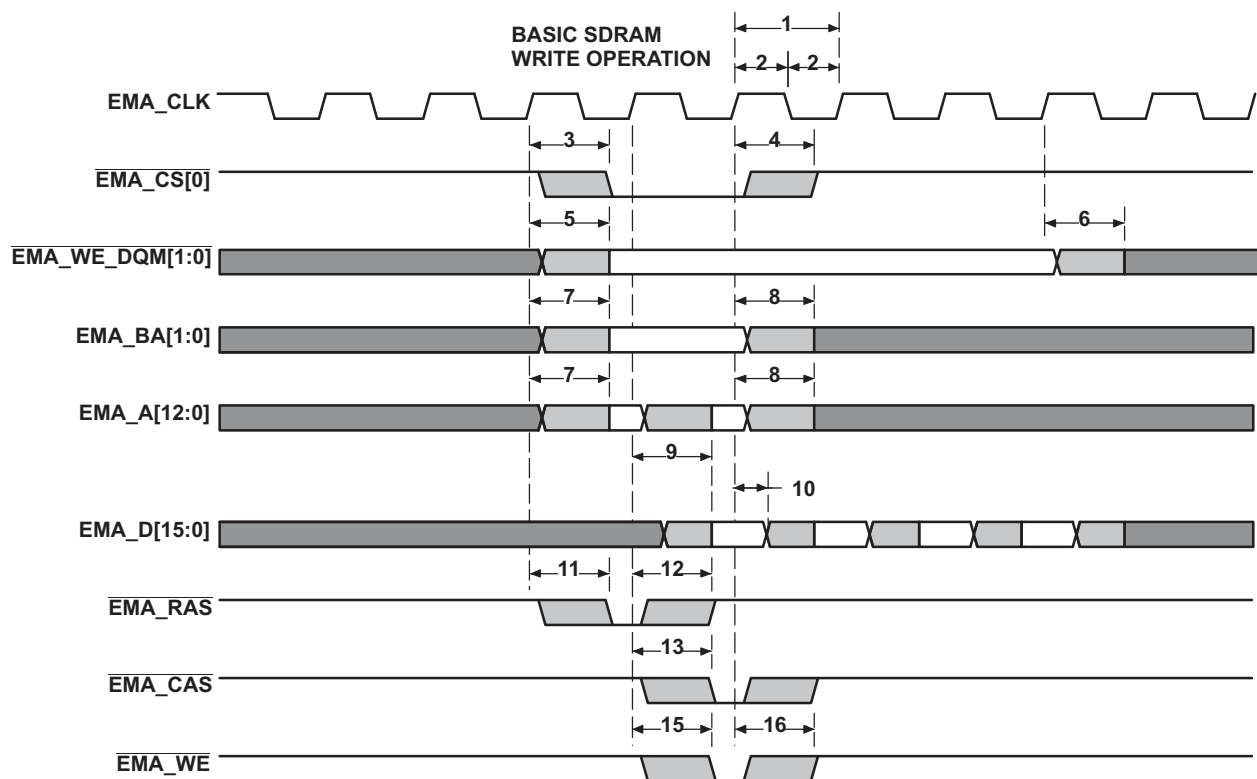 BASIC SDRAM
WRITE OPERATION
1
2 2
EMA_CLK
3 4
EMA_CS[0]
5 6
EMA_WE_DQM[1:0]
7 8
EMA_BA[1:0]
7 8
EMA_A[12:0]
9
10
EMA_D[15:0]
11 12
EMA_RAS
13
EMA_CAS
15 16
EMA_WE